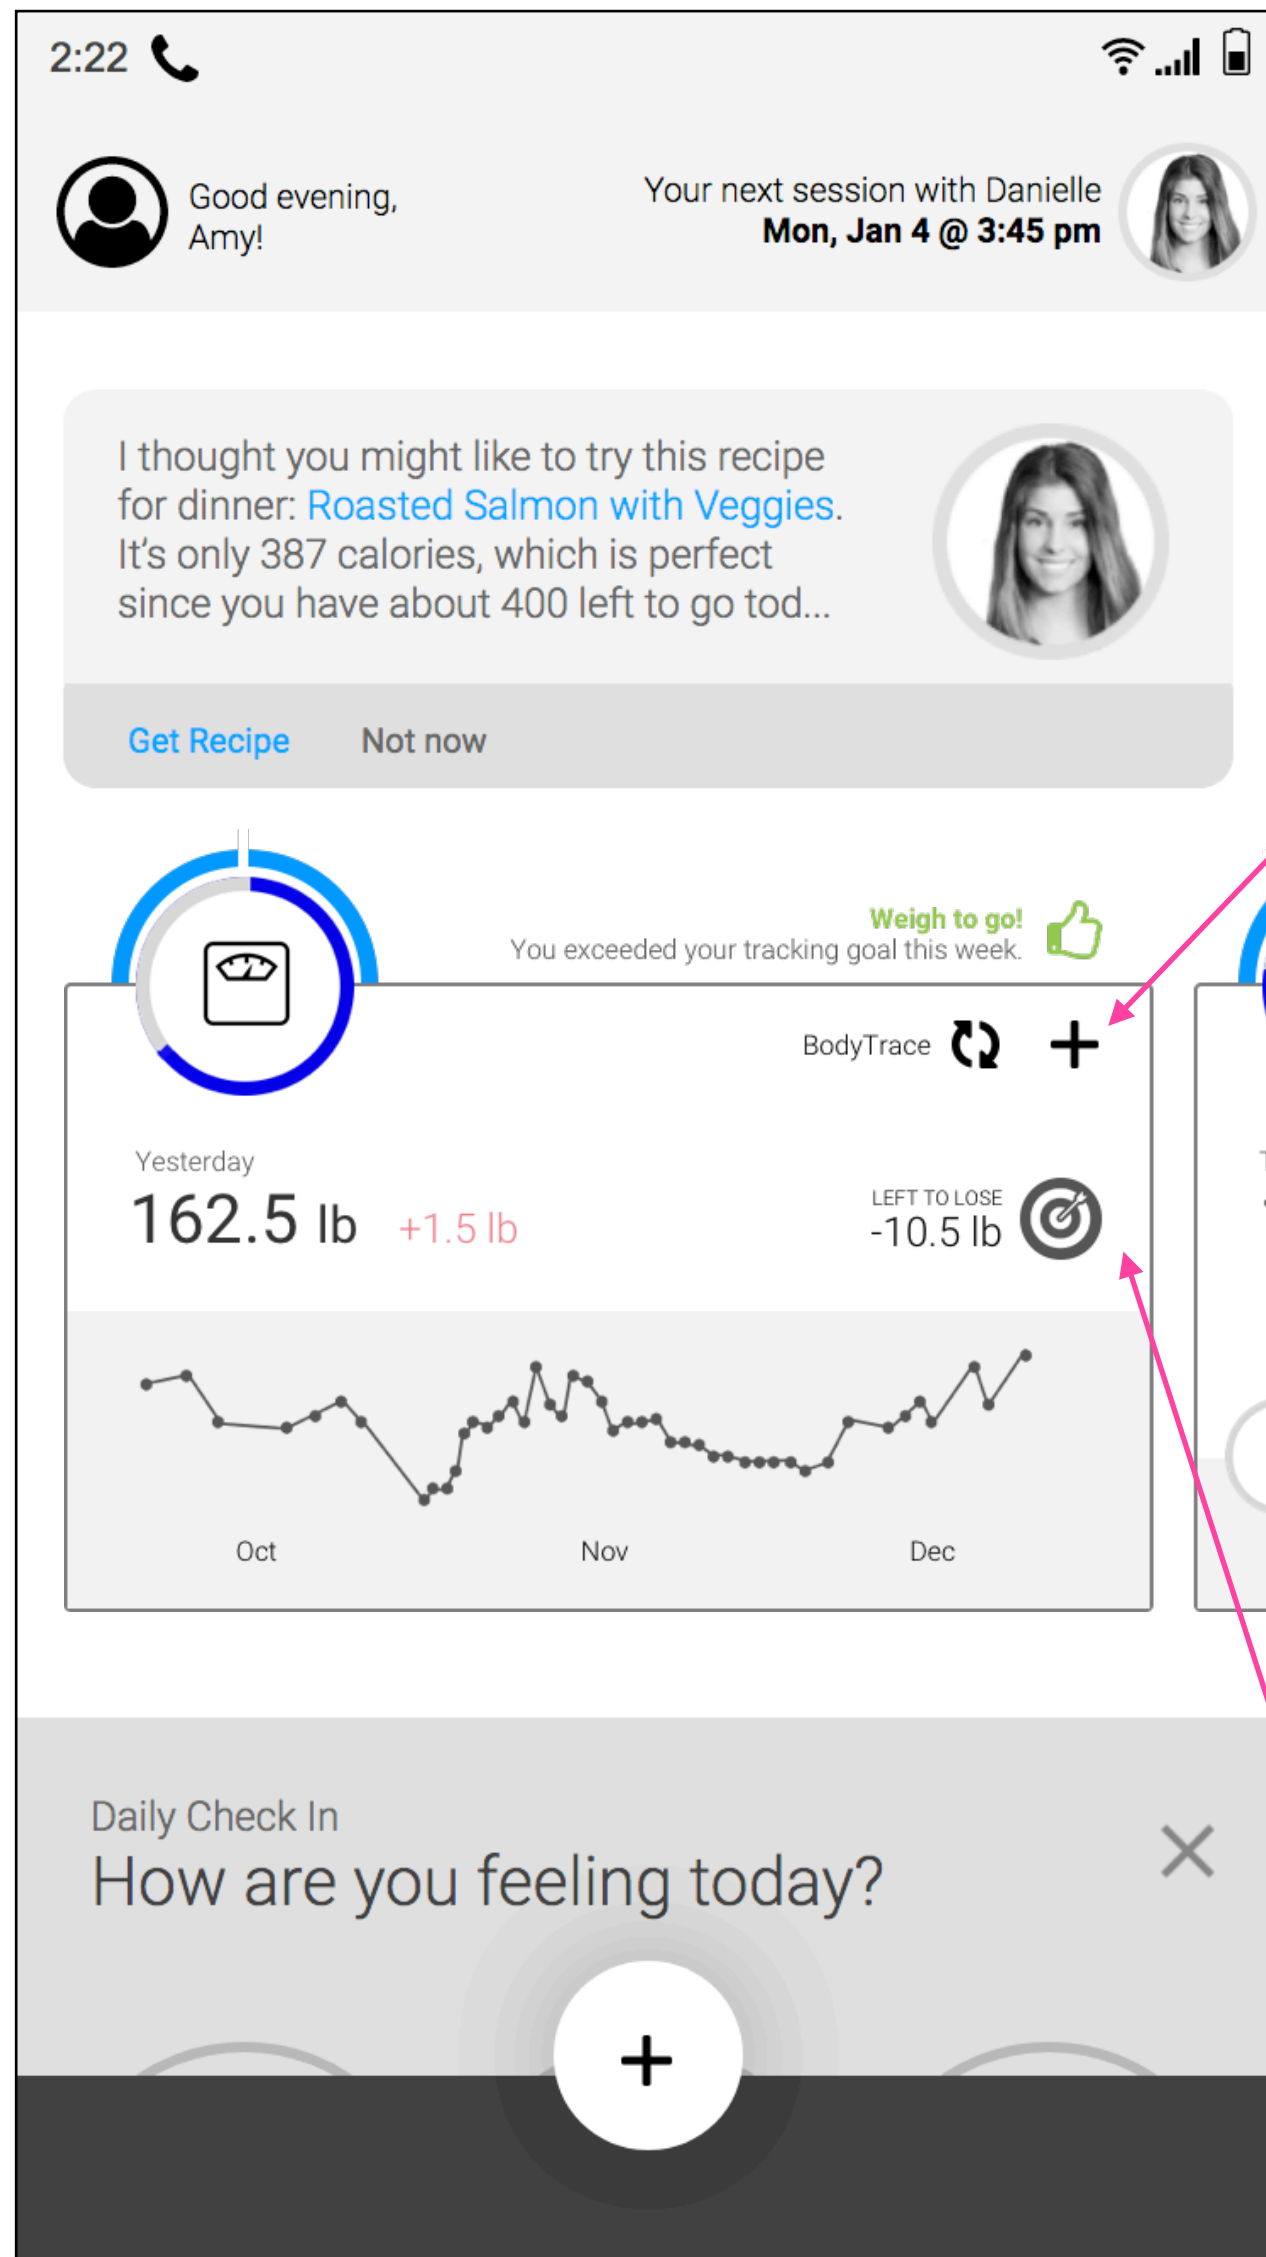 2:22
Good evening,
Amy!
Your next session with Danielle
Mon, Jan 4 @ 3:45 pm
I thought you might like to try this recipe
for dinner: Roasted Salmon with Veggies.
It's only 387 calories, which is perfect
since you have about 400 left to go tod...
Get Recipe
Not now
Weigh to go!
You exceeded your tracking goal this week.
BodyTrace
Yesterday
162.5 lb +1.5 lb
LEFT TO LOSE
-10.5 lb
Oct Nov Dec
Daily Check In
How are you feeling today?